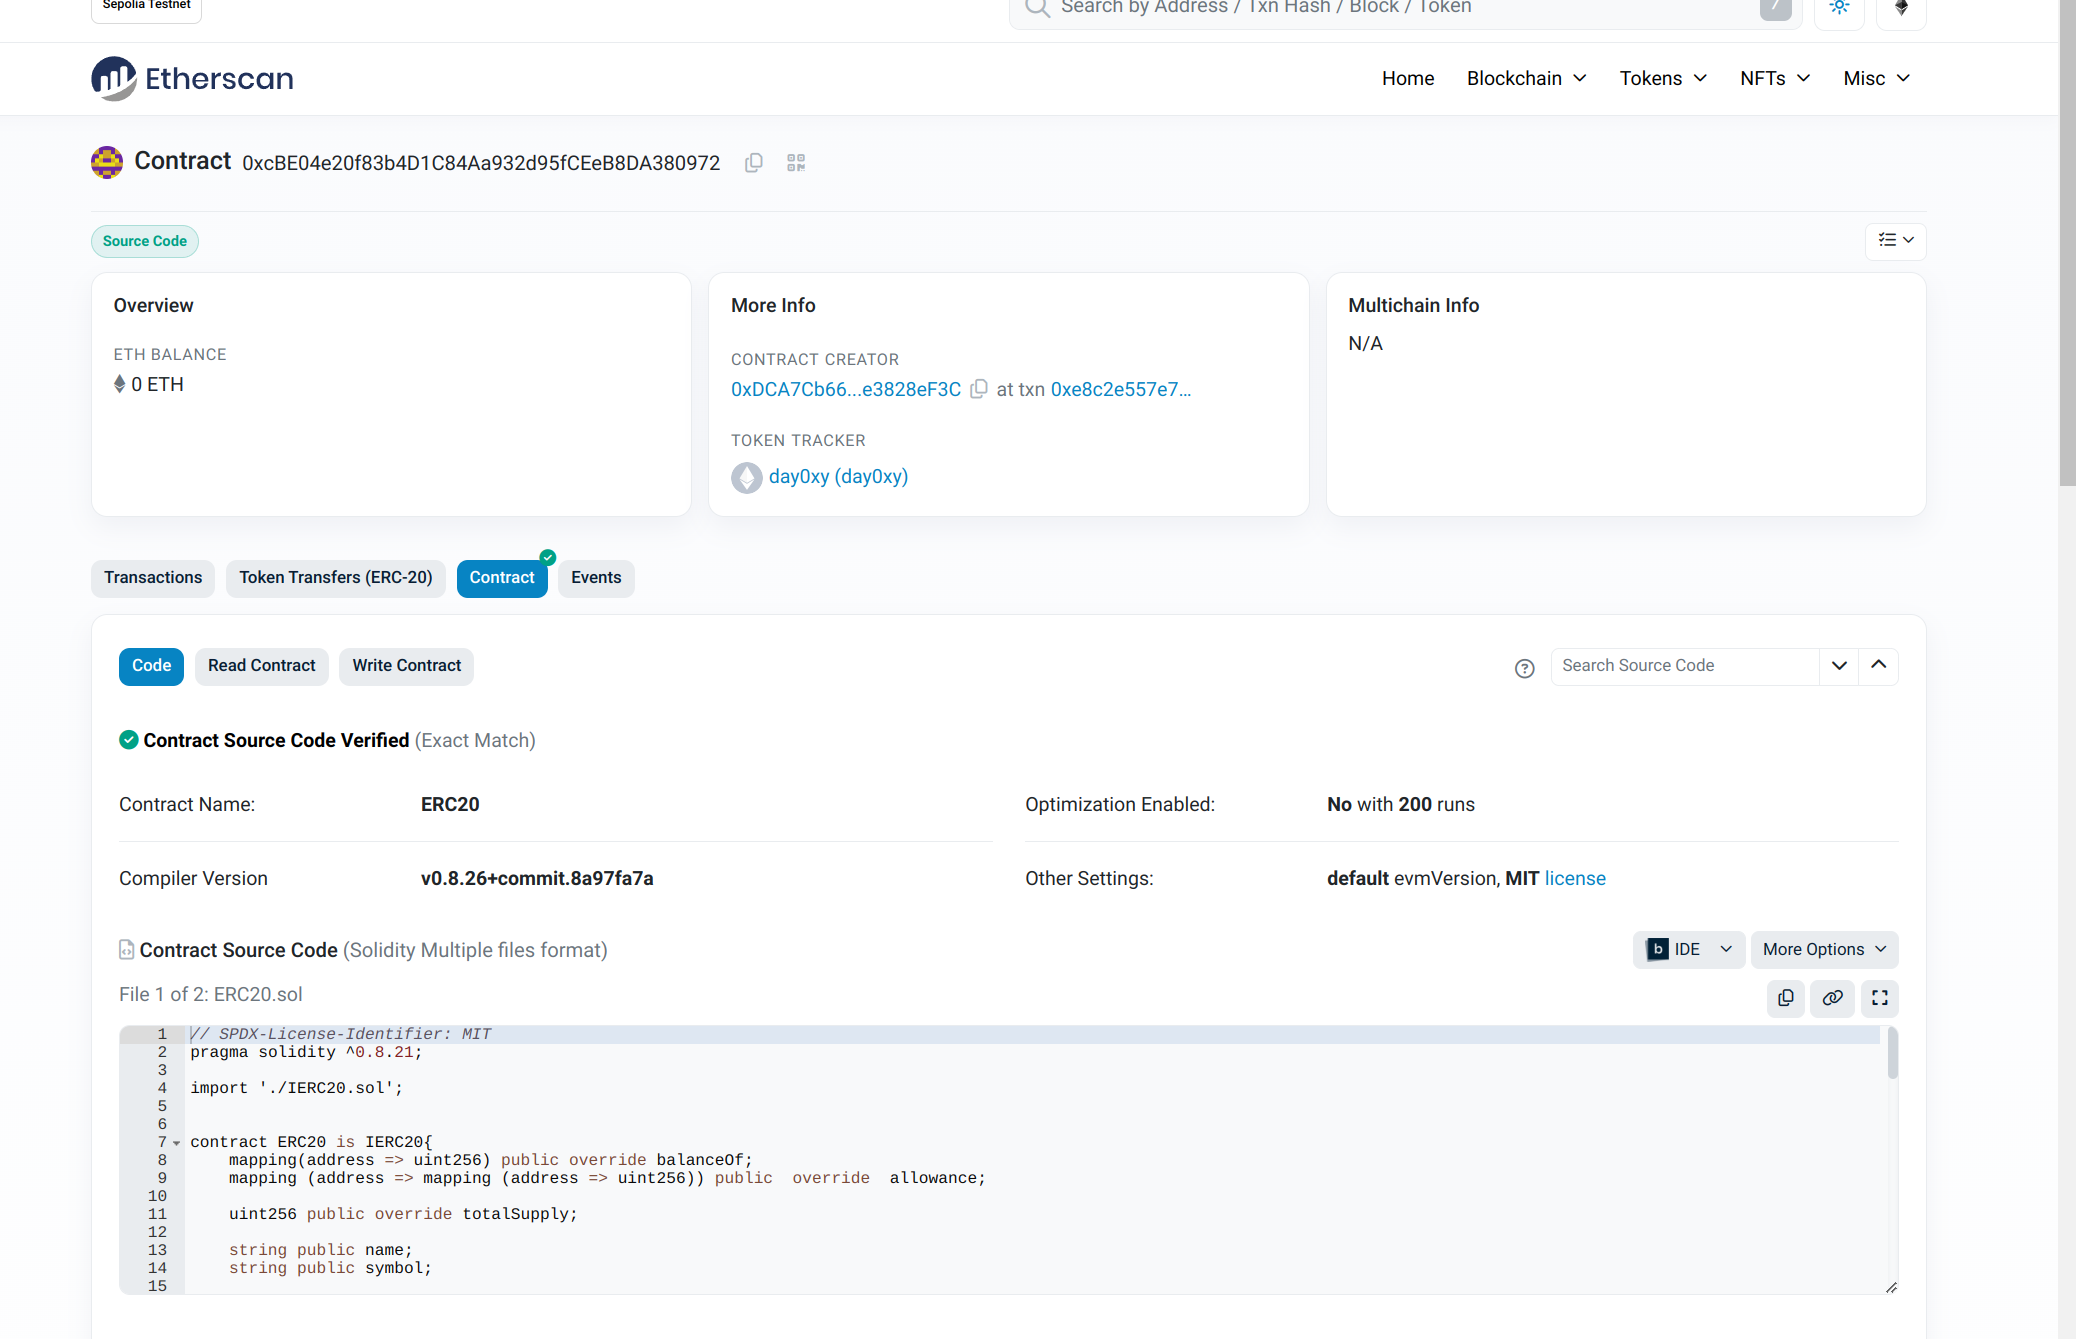 Sepolia Testnet
Search by Address / Txn Hash / Block / Token
/
Etherscan
Home
Blockchain
Tokens
NFTs
Misc
Contract 0xcBE04e20f83b4D1C84Aa932d95fCEeB8DA380972
Source Code
Overview
ETH BALANCE
0 ETH
More Info
CONTRACT CREATOR
0xDCA7Cb66...e3828eF3C at txn 0xe8c2e557e7...
TOKEN TRACKER
day0xy (day0xy)
Multichain Info
N/A
Transactions
Token Transfers (ERC-20)
Contract
Events
Code
Read Contract
Write Contract
Search Source Code
Contract Source Code Verified (Exact Match)
Contract Name: ERC20
Optimization Enabled: No with 200 runs
Compiler Version v0.8.26+commit.8a97fa7a
Other Settings: default evmVersion, MIT license
Contract Source Code (Solidity Multiple files format)
IDE
More Options
File 1 of 2: ERC20.sol
1 // SPDX-License-Identifier: MIT
2 pragma solidity ^0.8.21;
3
4 import './IERC20.sol';
5
6
7 contract ERC20 is IERC20{
8 mapping(address => uint256) public override balanceOf;
9 mapping (address => mapping (address => uint256)) public  override  allowance;
10
11 uint256 public override totalSupply;
12
13 string public name;
14 string public symbol;
15